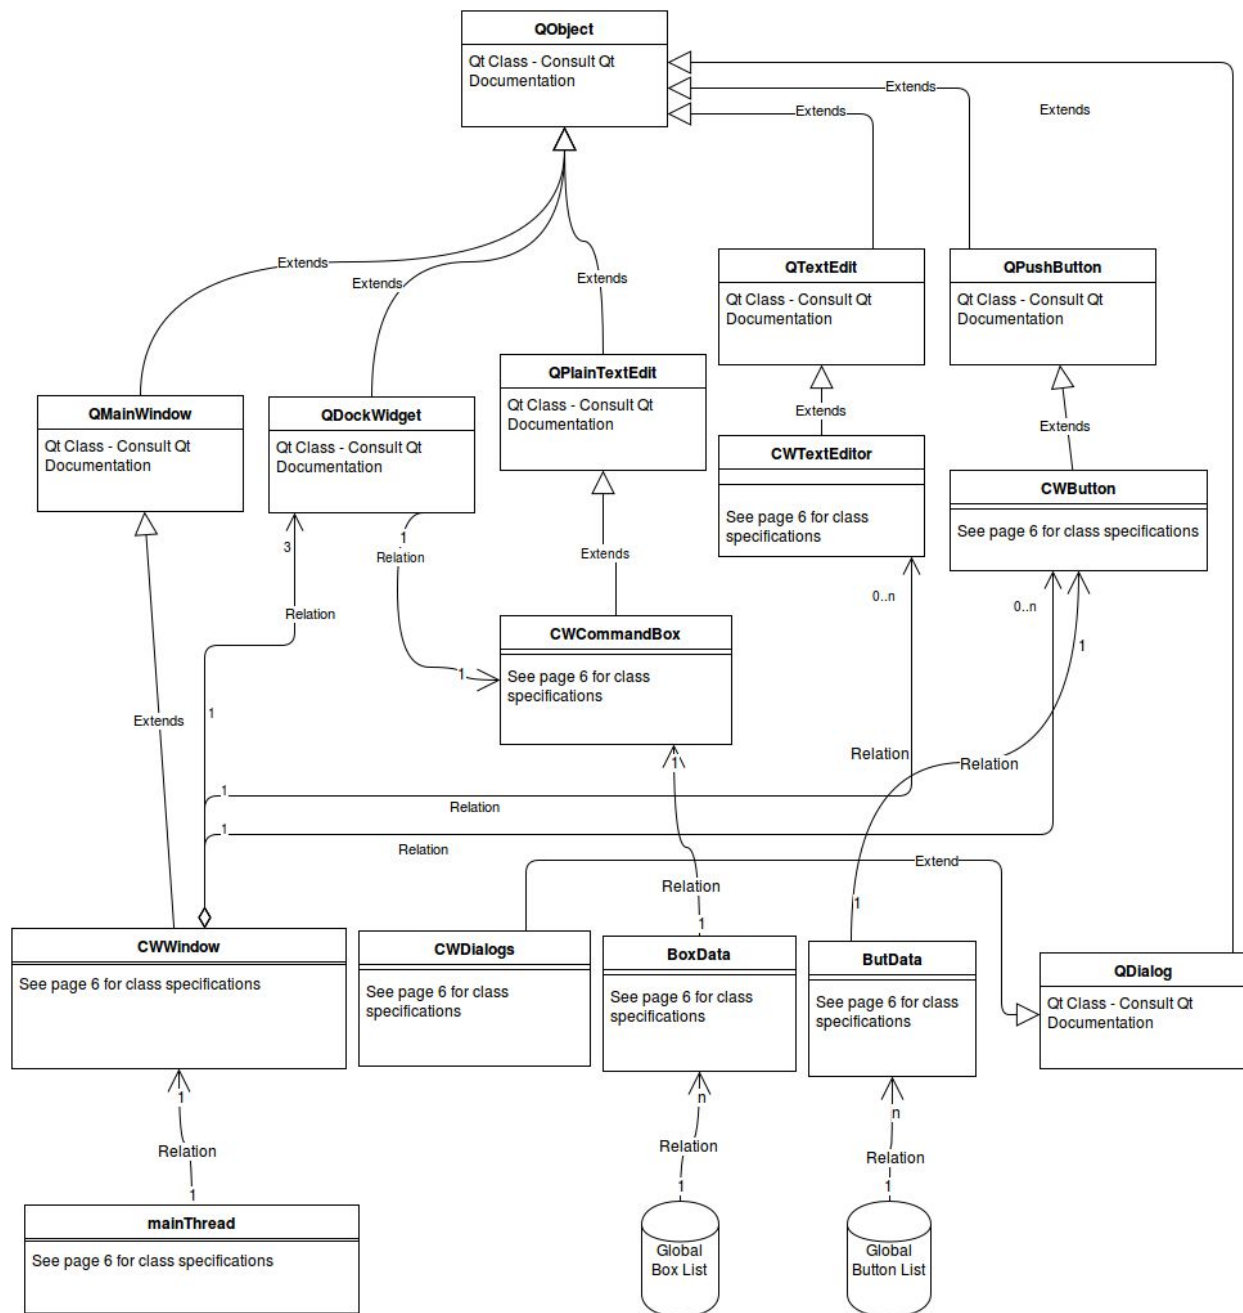 QObject
Qt Class - Consult Qt
Documentation
Extends
Extends
Extends
Extends
Extends
Extends
QTextEdit
Qt Class - Consult Qt
Documentation
QPushButton
Qt Class - Consult Qt
Documentation
QPlainTextEdit
Qt Class - Consult Qt
Documentation
QMainWindow
Qt Class - Consult Qt
Documentation
QDockWidget
Qt Class - Consult Qt
Documentation
Extends
Extends
CWTextEditor
See page 6 for class
specifications
CWButton
See page 6 for class specifications
3
1
Relation
Extends
0..n
0..n
Relation
CWCommandBox
See page 6 for class
specifications
1
1
Extends
1
Relation
Relation
1
1
Relation
1
Relation
Extend
Relation
1
1
CWWindow
See page 6 for class specifications
CWDialogs
See page 6 for class
specifications
BoxData
See page 6 for class
specifications
ButData
See page 6 for class
specifications
QDialog
Qt Class - Consult Qt
Documentation
1
Relation
1
n
Relation
1
n
Relation
1
mainThread
See page 6 for class specifications
Global
Box List
Global
Button List